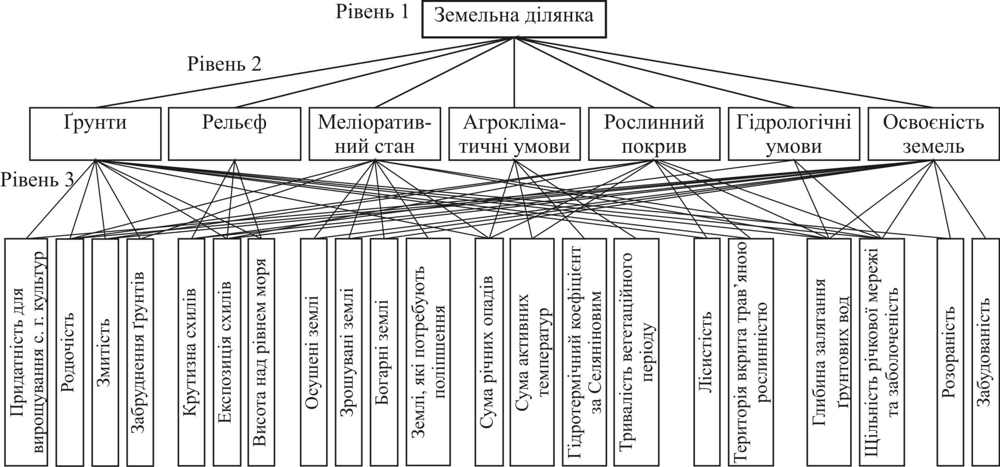 Рівень 1
Земельна ділянка
Рівень 2
Ґрунти
Рельєф
Меліоратив-
ний стан
Агрокліма-
тичні умови
Рослинний
покрив
Гідрологічні
умови
Освоєність
земель
Рівень 3
Придатність для
вирощування с. г. культур
Родючість
Змитість
Забруднення Ґрунтів
Крутизна схилів
Експозиція схилів
Висота над рівнем моря
Осушені землі
Зрошувані землі
Богарні землі
Землі, які потребують
поліпшення
Сума річних опадів
Сума активних
температур
Гідротермічний коефіцієнт
за Селяніновим
Тривалість вегетаційного
періоду
Лісистість
Територія вкрита трав’яною
рослинністю
Глибина залягання
Ґрунтових вод
Щільність річкової мережі
та заболоченість
Розораність
Забудованість